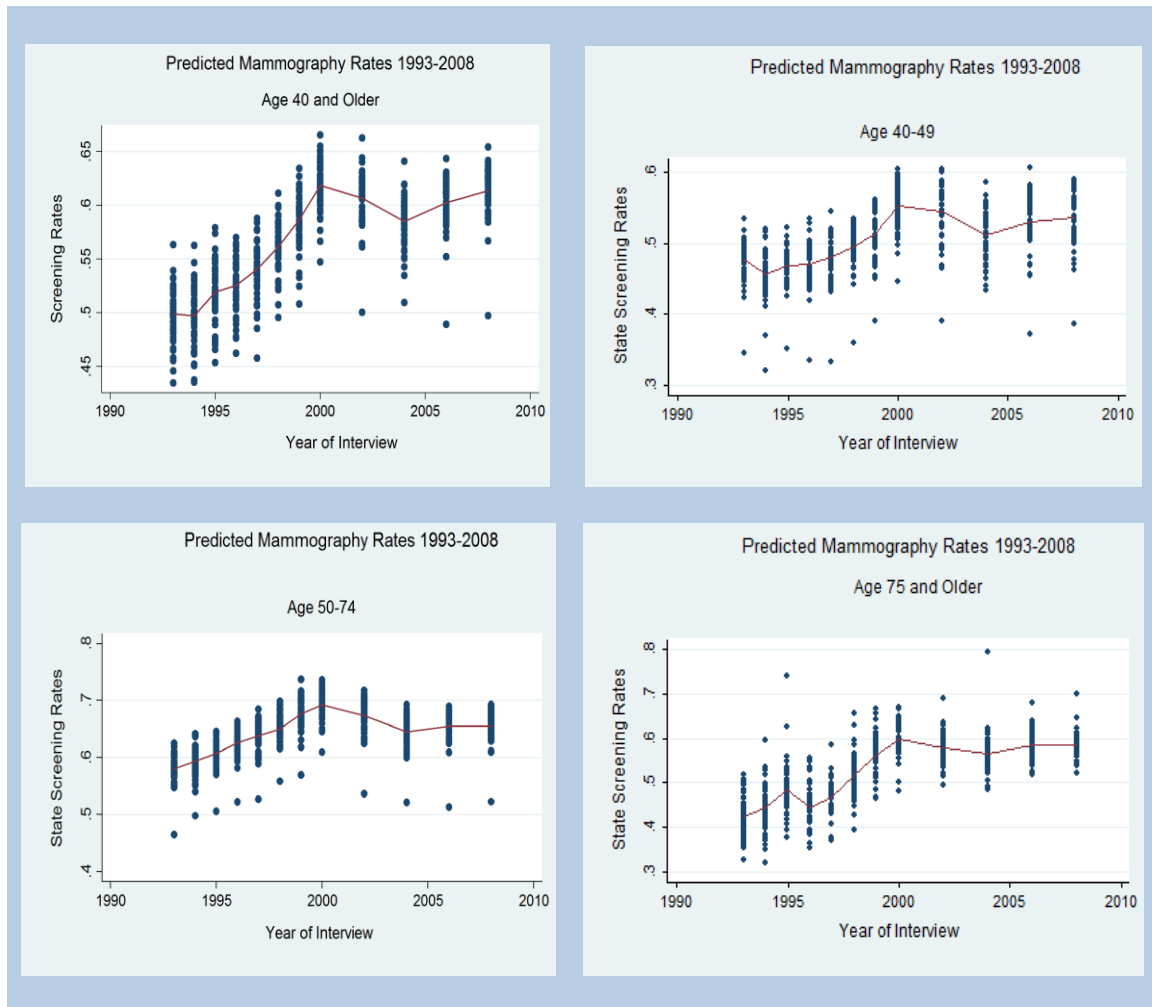 Predicted Mammography Rates 1993-2008
Age 40 and Older
Screening Rates
.65
.6
.55
.5
.45
1990 1995 2000 2005 2010
Year of Interview
Predicted Mammography Rates 1993-2008
Age 40-49
State Screening Rates
.6
.5
.4
.3
1990 1995 2000 2005 2010
Year of Interview
Predicted Mammography Rates 1993-2008
Age 50-74
State Screening Rates
.8
.7
.6
.5
.4
1990 1995 2000 2005 2010
Year of Interview
Predicted Mammography Rates 1993-2008
Age 75 and Older
State Screening Rates
.8
.7
.6
.5
.4
.3
1990 1995 2000 2005 2010
Year of Interview